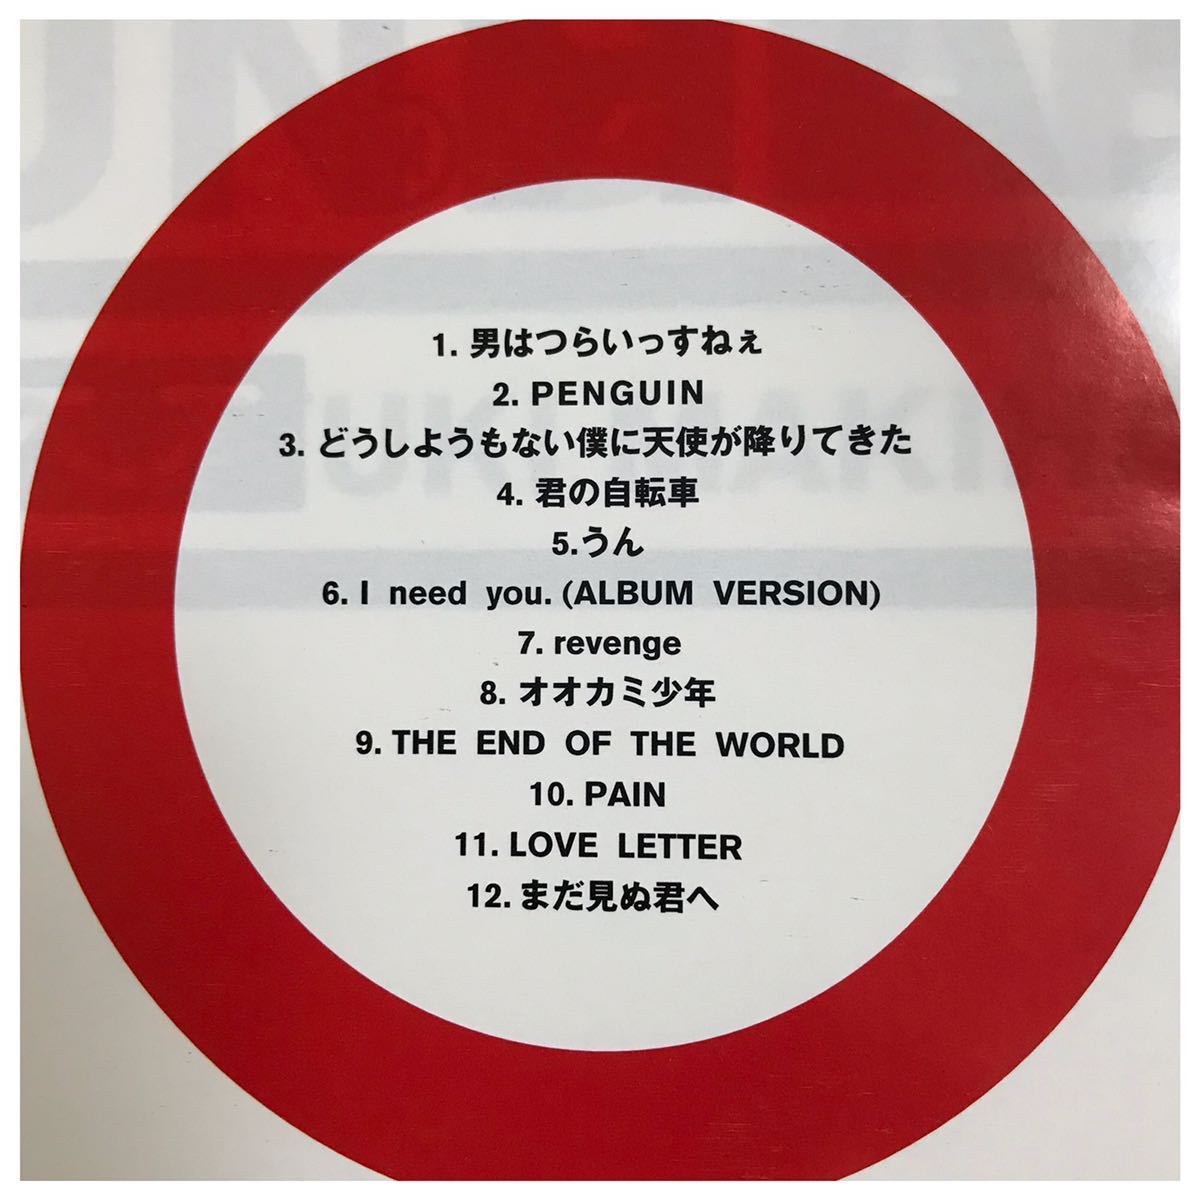 1. 男はつらいっすねぇ
2. PENGUIN
3. どうしようもない僕に天使が降りてきた
4. 君の自転車
5.うん
6. I need you. (ALBUM VERSION)
7. revenge
8. オオカミ少年
9. THE END OF THE WORLD
10. PAIN
11. LOVE LETTER
12. まだ見ぬ君へ